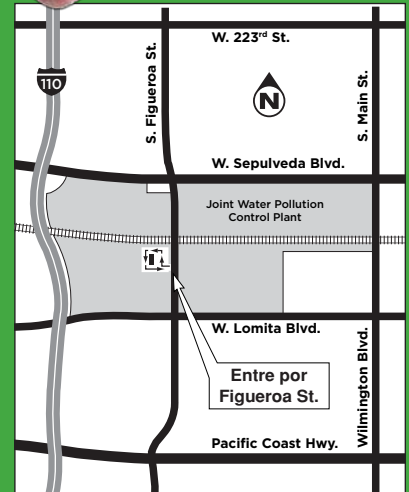 W. 223rd St.
110
S. Figueroa St.
S. Main St.
N
W. Sepulveda Blvd.
Joint Water Pollution
Control Plant
W. Lomita Blvd.
Entre por
Figueroa St.
Wilmington Blvd.
Pacific Coast Hwy.